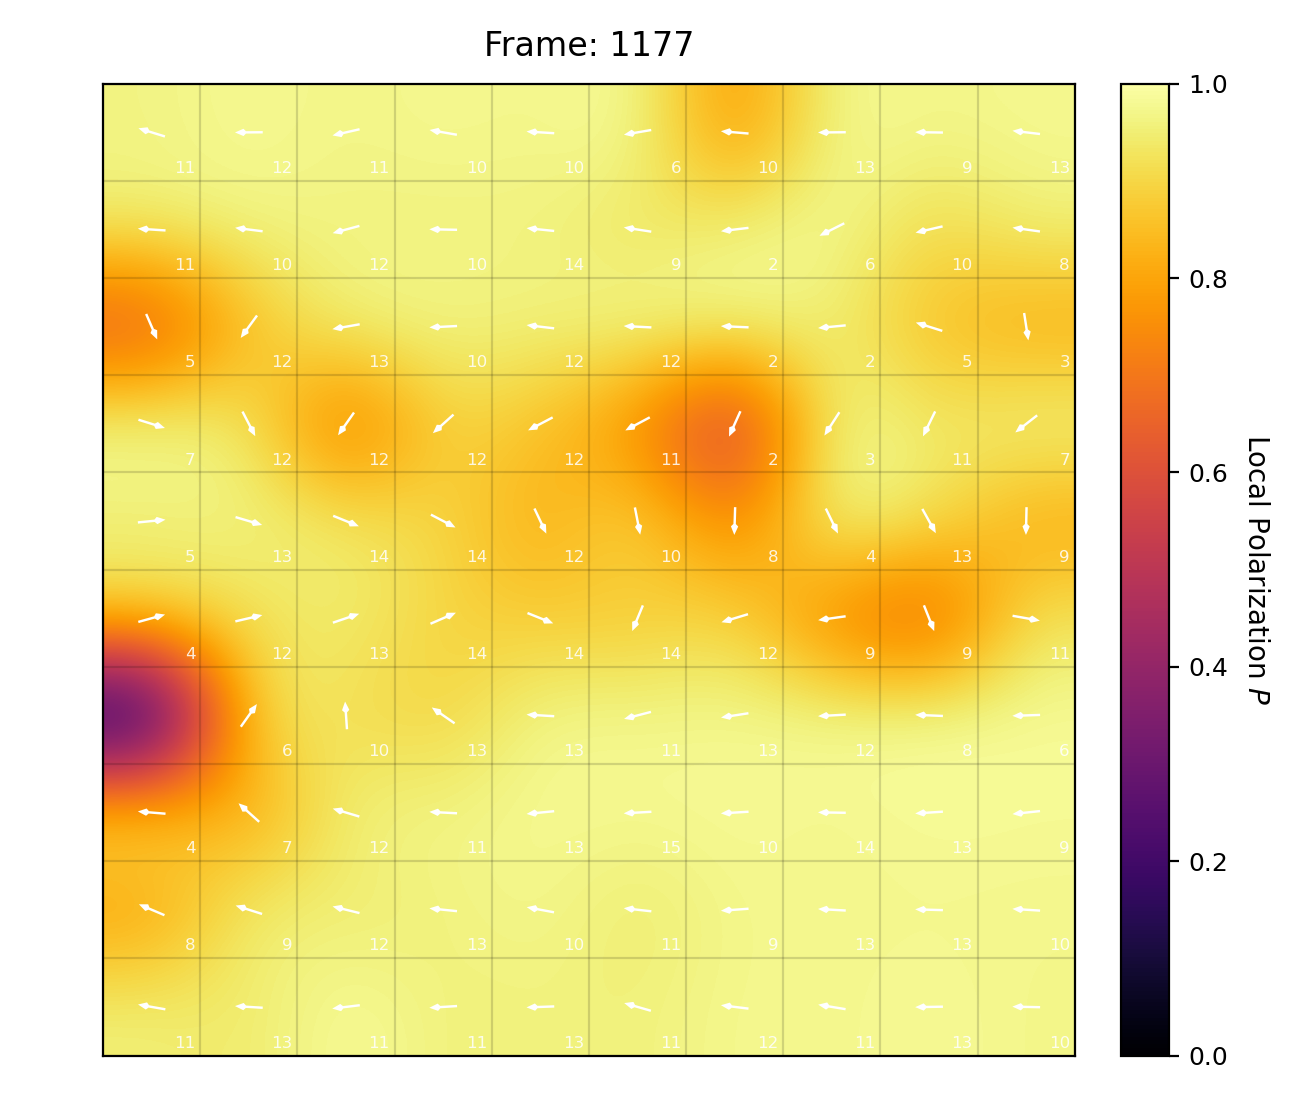 Frame: 1177
11 12 11 10 10 6 10 13 9 13
11 10 12 10 14 9 2 6 10 8
5 12 13 10 12 12 2 2 5 3
7 12 12 12 12 11 2 3 11 7
5 13 14 14 12 10 8 4 13 9
4 12 13 14 14 14 12 9 9 11
6 10 13 13 11 13 12 8 6
4 7 12 11 13 15 10 14 13 9
8 9 12 13 10 11 9 13 13 10
11 13 11 11 13 11 12 11 13 10
1.0
0.8
0.6
0.4
0.2
0.0
Local Polarization P